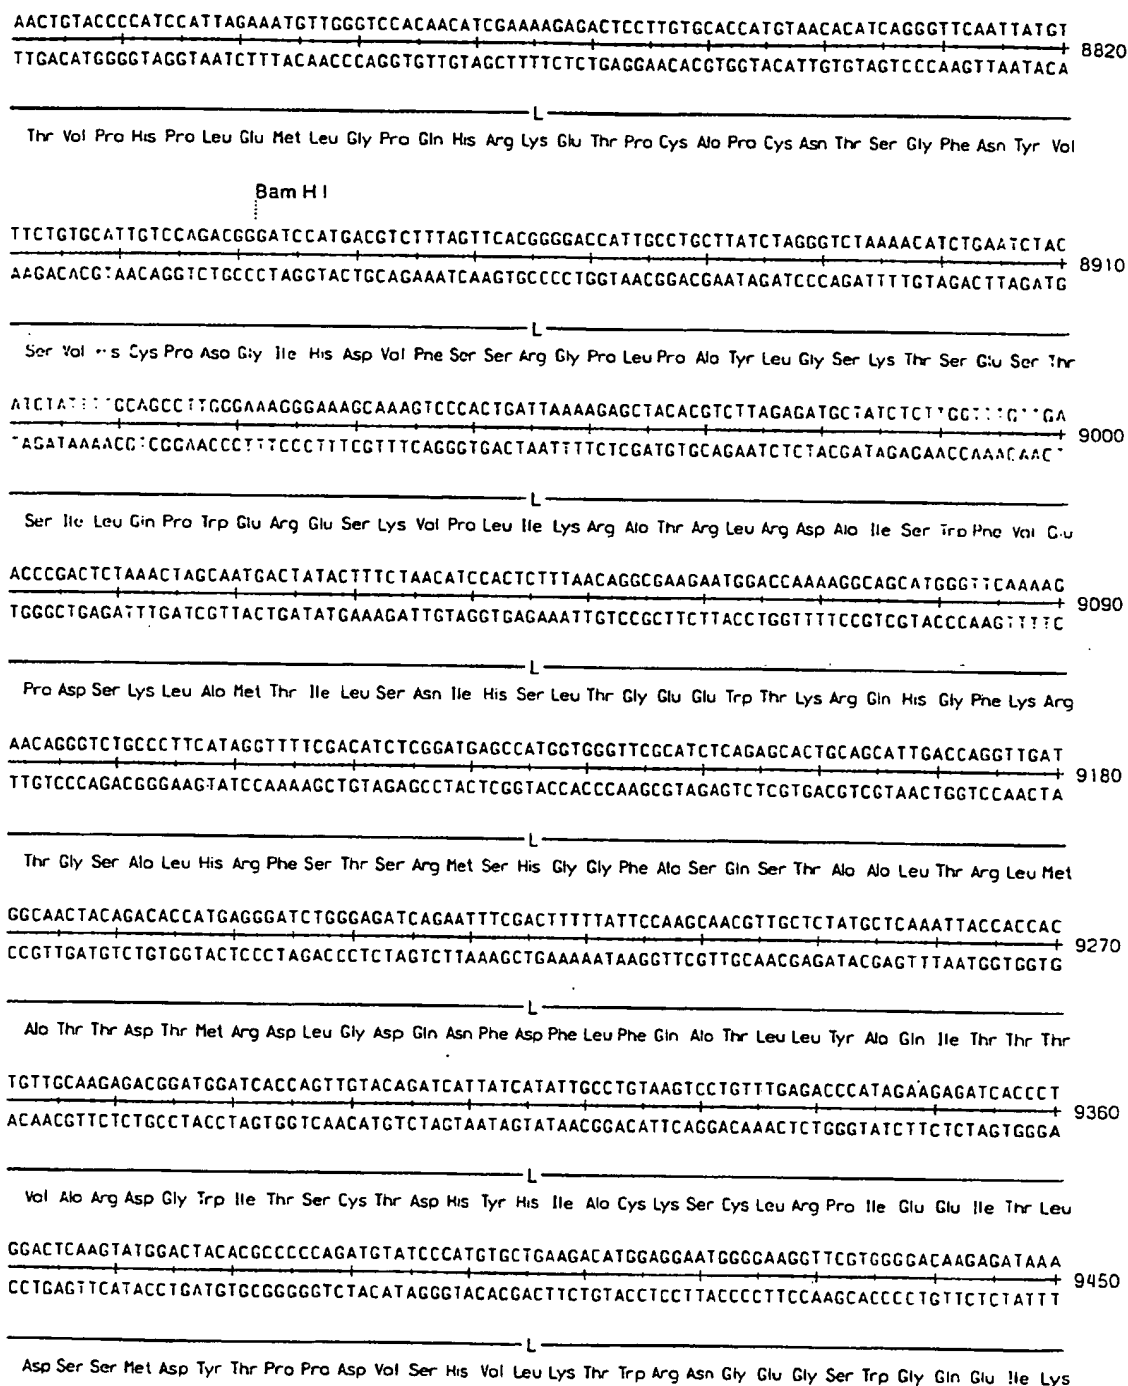 AACTGTACCCCATCCATTAGAAATGTTGGGTCCACAACATCGAAAAGAGACTCCTTGTGCACCATGTAACACATCAGGGTTCAATTATGT
8820
TTGACATGGGGTAGGTAATCTTTACAACCCAGGTGTTGTAGCTTTTCTCTGAGGAACACGTGGTACATTGTGTAGTCCCAAGTTAATACA
L
Thr Val Pro His Pro Leu Glu Met Leu Gly Pro Gln His Arg Lys Glu Thr Pro Cys Ala Pro Cys Asn Thr Ser Gly Phe Asn Tyr Val
Bam H I
TTCTGTGCATTGTCCAGACGGGATCCATGACGTCTTTAGTTCACGGGGACCATTGCCTGCTTATCTAGGGTCTAAAACATCTGAATCTAC
8910
AAGACACGTAACAGGTCTGCCCTAGGTACTGCAGAAATCAAGTGCCCCTGGTAACGGACGAATAGATCCCAGATTTTGTAGACTTAGATG
L
Ser Val Cys Pro Asp Gly Ile His Asp Val Phe Ser Ser Arg Gly Pro Leu Pro Ala Tyr Leu Gly Ser Lys Thr Ser Glu Ser Thr
9000
L
Ser Ile Leu Gln Pro Trp Glu Arg Glu Ser Lys Val Pro Leu Ile Lys Arg Ala Thr Arg Leu Arg Asp Ala Ile Ser Trp Phe Val Glu
ACCCGACTCTAAACTAGCAATGACTATACTTTCTAACATCCACTCTTTAACAGGCGAAGAATGGACCAAAAGGCAGCATGGGTTCAAAAG
9090
TGGGCTGAGATTTGATCGTTACTGATATGAAAGATTGTAGGTGAGAAATTGTCCGCTTCTTACCTGGTTTTCCGTCGTACCCAAGTTTTC
L
Pro Asp Ser Lys Leu Ala Met Thr Ile Leu Ser Asn Ile His Ser Leu Thr Gly Glu Glu Trp Thr Lys Arg Gln His Gly Phe Lys Arg
AACAGGGTCTGCCCTTCATAGGTTTTCGACATCTCGGATGAGCCATGGTGGGTTCGCATCTCAGAGCACTGCAGCATTGACCAGGTTGAT
9180
TTGTCCCAGACGGGAAGTATCCAAAAGCTGTAGAGCCTACTCGGTACCACCCAAGCGTAGAGTCTCGTGACGTCGTAACTGGTCCAACTA
L
Thr Gly Ser Ala Leu His Arg Phe Ser Thr Ser Arg Met Ser His Gly Gly Phe Ala Ser Gln Ser Thr Ala Ala Leu Thr Arg Leu Met
GGCAACTACAGACACCATGAGGGATCTGGGAGATCAGAATTTCGACTTTTTATTCCAAGCAACGTTGCTCTATGCTCAAATTACCACCAC
9270
CCGTTGATGTCTGTGGTACTCCCTAGACCCTCTAGTCTTAAAGCTGAAAAATAAGGTTCGTTGCAACGAGATACGAGTTTAATGGTGGTG
L
Ala Thr Thr Asp Thr Met Arg Asp Leu Gly Asp Gln Asn Phe Asp Phe Leu Phe Gln Ala Thr Leu Leu Tyr Ala Gln Ile Thr Thr Thr
TGTTGCAAGAGACGGATGGATCACCAGTTGTACAGATCATTATCATATTGCCTGTAAGTCCTGTTTGAGACCCATAGAAGAGATCACCCT
9360
ACAACGTTCTCTGCCTACCTAGTGGTCAACATGTCTAGTAATAGTATAACGGACATTCAGGACAAACTCTGGGTATCTTCTCTAGTGGGA
L
Val Ala Arg Asp Gly Trp Ile Thr Ser Cys Thr Asp His Tyr His Ile Ala Cys Lys Ser Cys Leu Arg Pro Ile Glu Glu Ile Thr Leu
GGACTCAAGTATGGACTACACGCCCCCAGATGTATCCCATGTGCTGAAGACATGGAGGAATGGGGAAGGTTCGTGGGGACAAGAGATAAA
9450
CCTGAGTTCATACCTGATGTGCGGGGGTCTACATAGGGTACACGACTTCTGTACCTCCTTACCCCTTCCAAGCACCCCTGTTCTCTATTT
L
Asp Ser Ser Met Asp Tyr Thr Pro Pro Asp Val Ser His Val Leu Lys Thr Trp Arg Asn Gly Glu Gly Ser Trp Gly Gln Glu Ile Lys